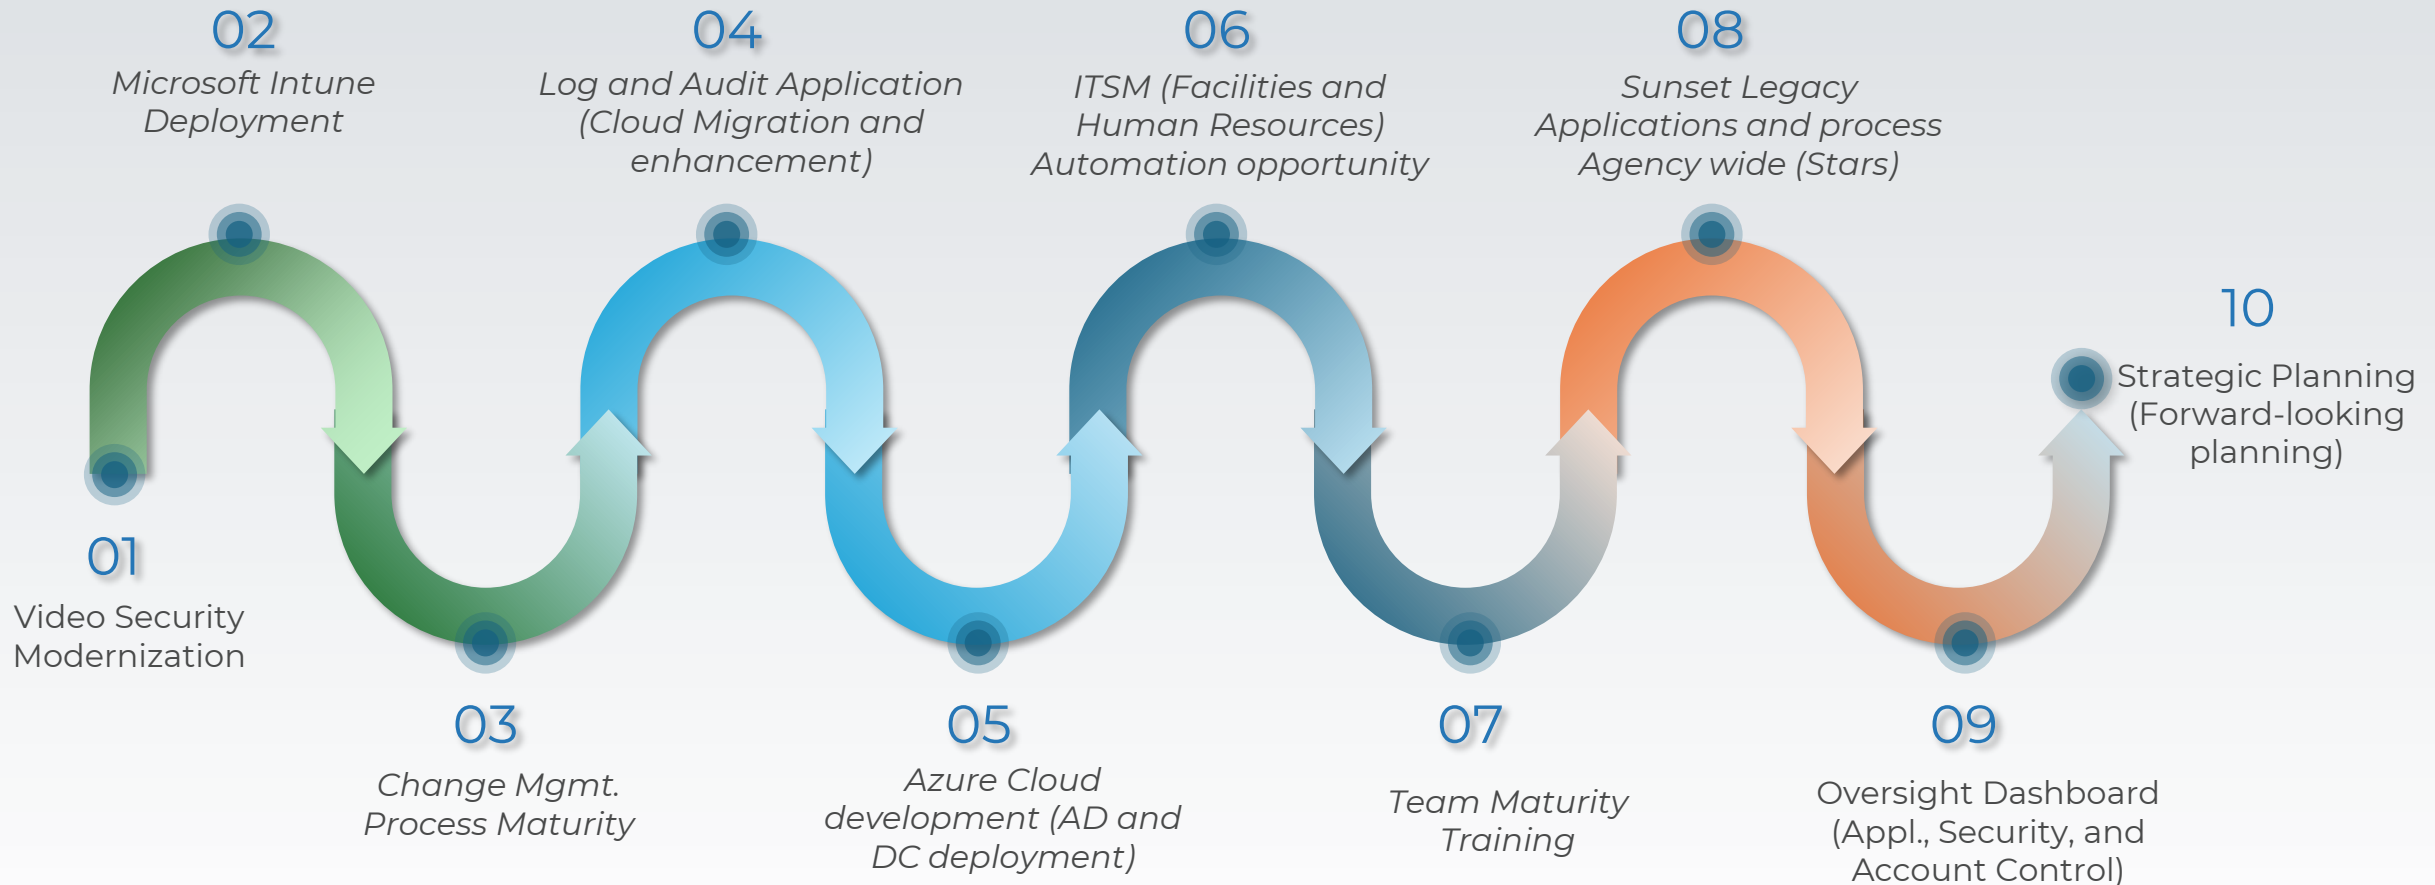 01
Video Security
Modernization
02
Microsoft Intune
Deployment
03
Change Mgmt.
Process Maturity
04
Log and Audit Application
(Cloud Migration and
enhancement)
05
Azure Cloud
development (AD and
DC deployment)
06
ITSM (Facilities and
Human Resources)
Automation opportunity
07
Team Maturity
Training
08
Sunset Legacy
Applications and process
Agency wide (Stars)
09
Oversight Dashboard
(Appl., Security, and
Account Control)
10
Strategic Planning
(Forward-looking
planning)